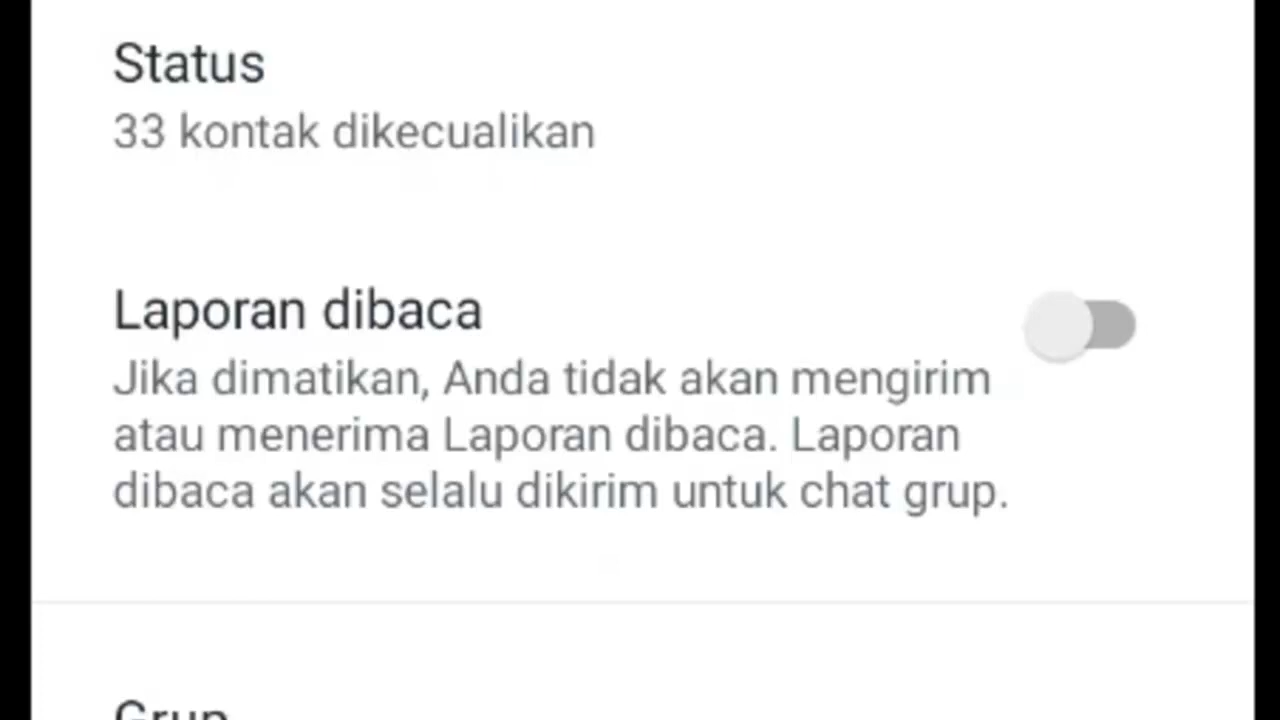 Status
33 kontak dikecualikan
Laporan dibaca
Jika dimatikan, Anda tidak akan mengirim
atau menerima Laporan dibaca. Laporan
dibaca akan selalu dikirim untuk chat grup.
Grup